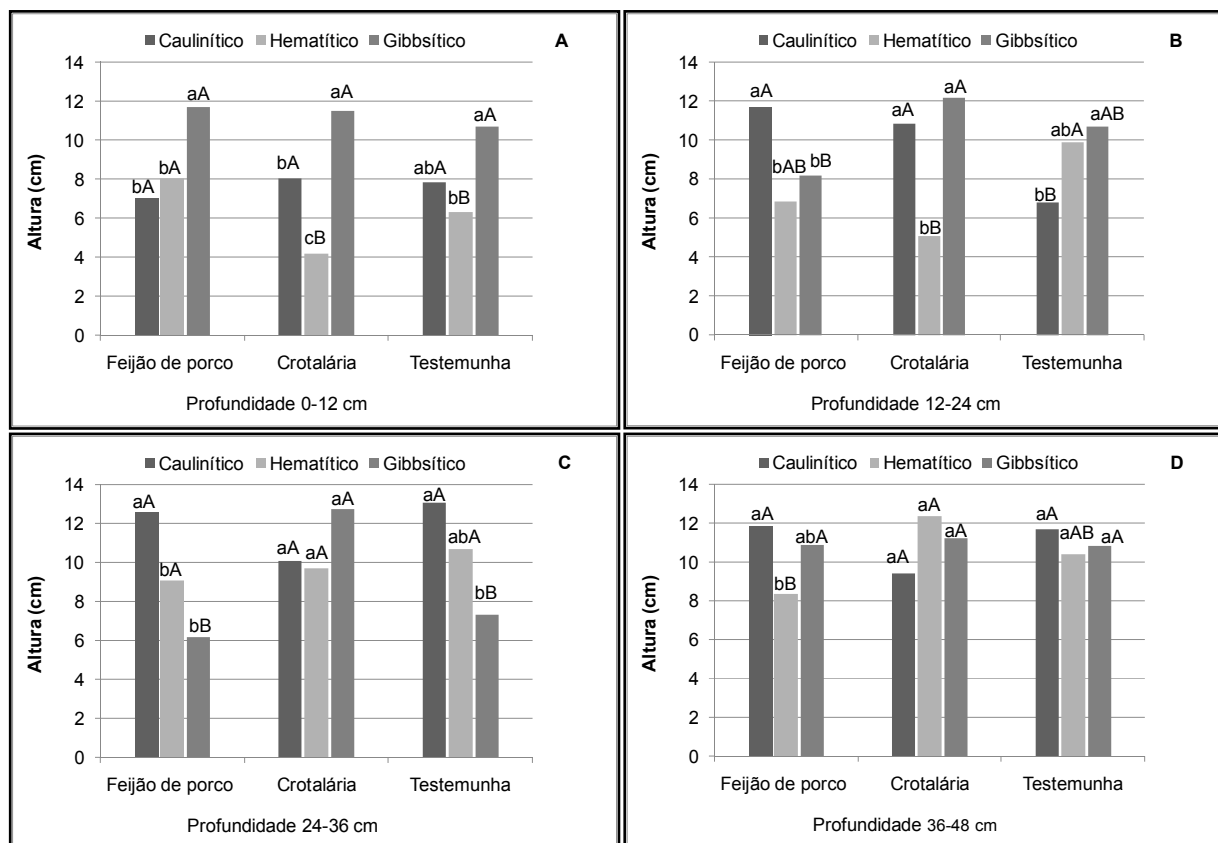 Caulinítico Hematítico Gibbsítico A
Altura (cm)
14
12
10
8
6
4
2
0
bA bA aA bA cB aA abA bB aA
Feijão de porco Crotalária Testemunha
Profundidade 0-12 cm
Caulinítico Hematítico Gibbsítico B
Altura (cm)
14
12
10
8
6
4
2
0
aA bAB bB aA bB aA bB abA aAB
Feijão de porco Crotalária Testemunha
Profundidade 12-24 cm
Caulinítico Hematítico Gibbsítico C
Altura (cm)
14
12
10
8
6
4
2
0
aA bA bB aA aA aA aA abA bB
Feijão de porco Crotalária Testemunha
Profundidade 24-36 cm
Caulinítico Hematítico Gibbsítico D
Altura (cm)
14
12
10
8
6
4
2
0
aA bB abA aA aA aA aA aAB aA
Feijão de porco Crotalária Testemunha
Profundidade 36-48 cm